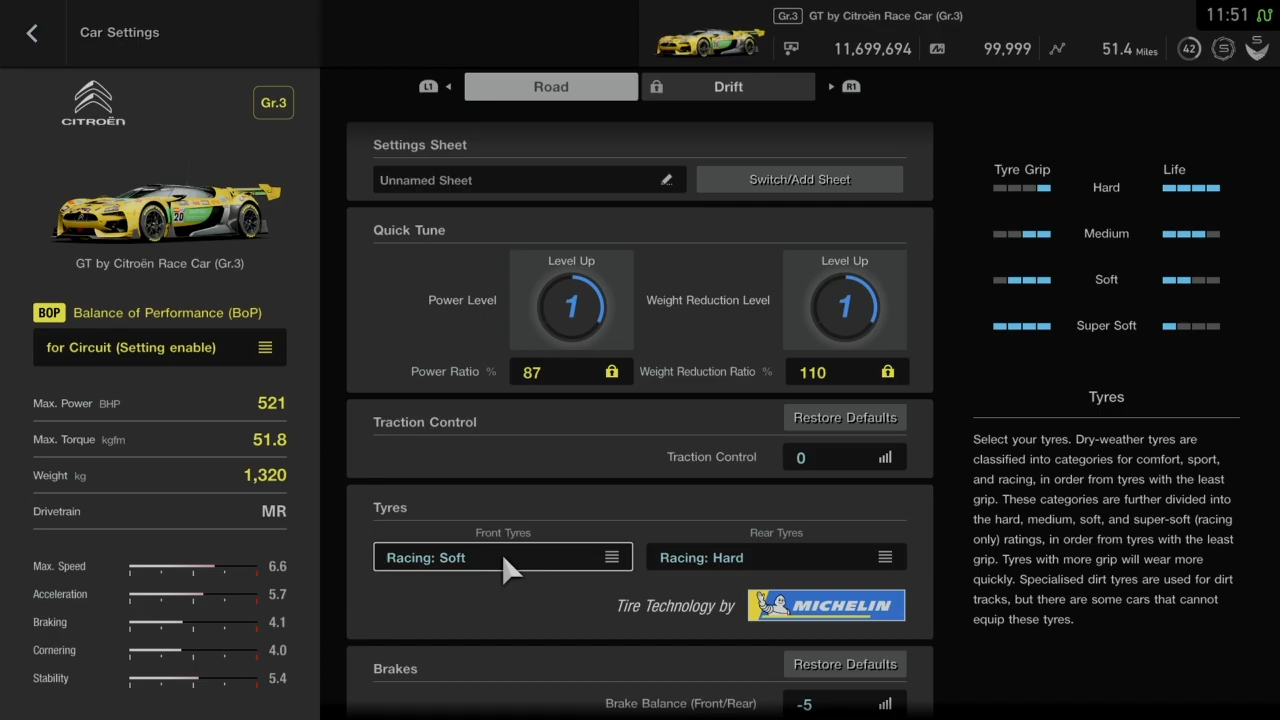 Car Settings
Gr.3 GT by Citroën Race Car (Gr.3)
11:51
11,699,694 99,999 51.4 Miles 42 S S
L1 Road Drift R1
CITROËN
Gr.3
20
GT by Citroën Race Car (Gr.3)
BOP Balance of Performance (BoP)
for Circuit (Setting enable)
Max. Power BHP 521
Max. Torque kgfm 51.8
Weight kg 1,320
Drivetrain MR
Max. Speed 6.6
Acceleration 5.7
Braking 4.1
Cornering 4.0
Stability 5.4
Settings Sheet
Unnamed Sheet Switch/Add Sheet
Quick Tune
Level Up Level Up
Power Level 1 Weight Reduction Level 1
Power Ratio % 87 Weight Reduction Ratio % 110
Traction Control Restore Defaults
Traction Control 0
Tyres
Front Tyres Rear Tyres
Racing: Soft Racing: Hard
Tire Technology by MICHELIN
Brakes Restore Defaults
Brake Balance (Front/Rear) -5
Tyre Grip Life
Hard
Medium
Soft
Super Soft
Tyres
Select your tyres. Dry-weather tyres are
classified into categories for comfort, sport,
and racing, in order from tyres with the least
grip. These categories are further divided into
the hard, medium, soft, and super-soft (racing
only) ratings, in order from tyres with the least
grip. Tyres with more grip will wear more
quickly. Specialised dirt tyres are used for dirt
tracks, but there are some cars that cannot
equip these tyres.